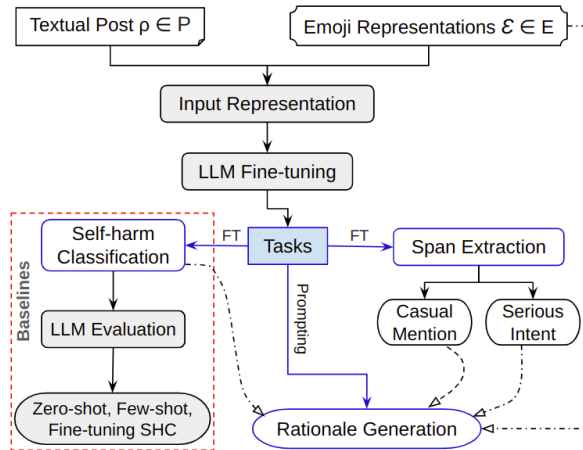 Textual Post ρ ∈ P
Emoji Representations ℰ ∈ E
Input Representation
LLM Fine-tuning
Baselines
Self-harm
Classification
FT
Tasks
FT
Span Extraction
LLM Evaluation
Prompting
Casual
Mention
Serious
Intent
Zero-shot, Few-shot,
Fine-tuning SHC
Rationale Generation